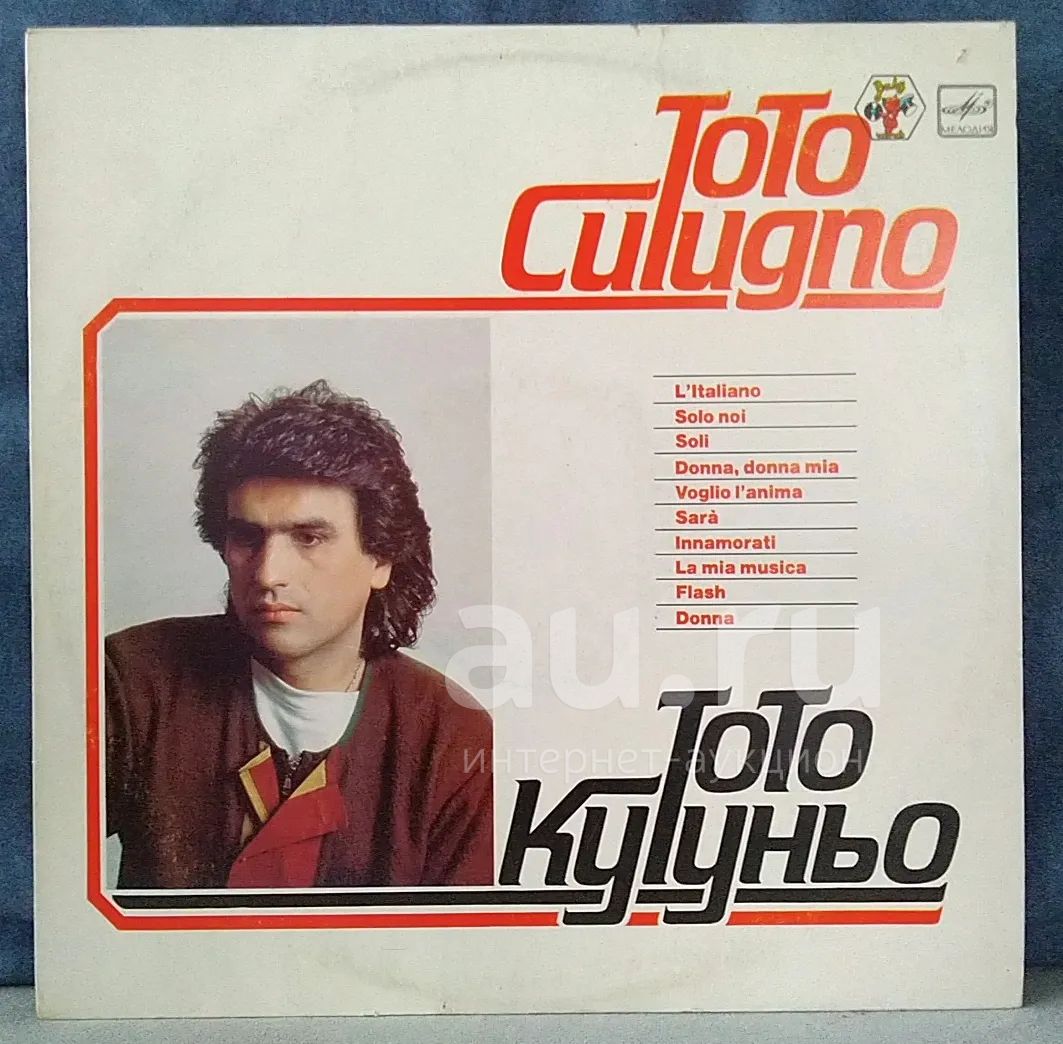 Toto
Cutugno
МЕЛОДИЯ
L'Italiano
Solo noi
Soli
Donna, donna mia
Voglio l'anima
Sarà
Innamorati
La mia musica
Flash
Donna
au.ru
интернет-аукцион
Тото
Кутуньо